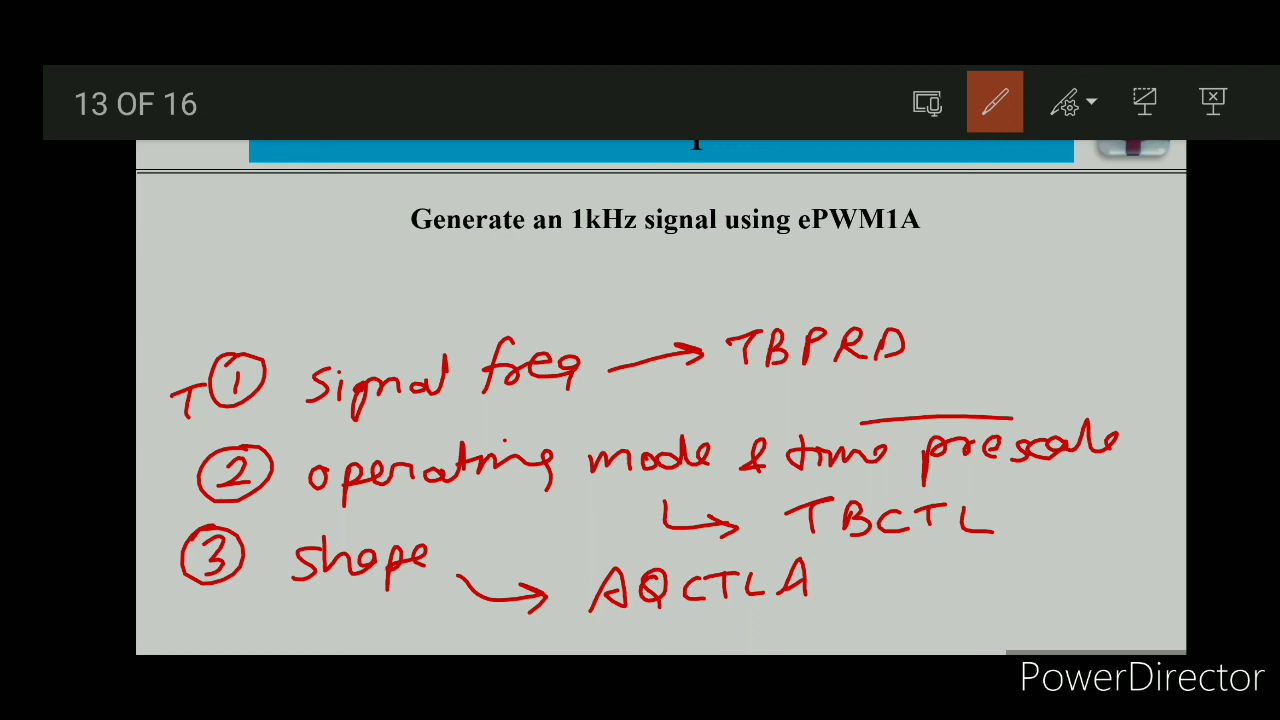 13 OF 16
Generate an 1kHz signal using ePWM1A
T ① Signal freq → TBPRD
② operating mode & time prescale
↳ TBCTL
③ shape → AQCTLA
PowerDirector